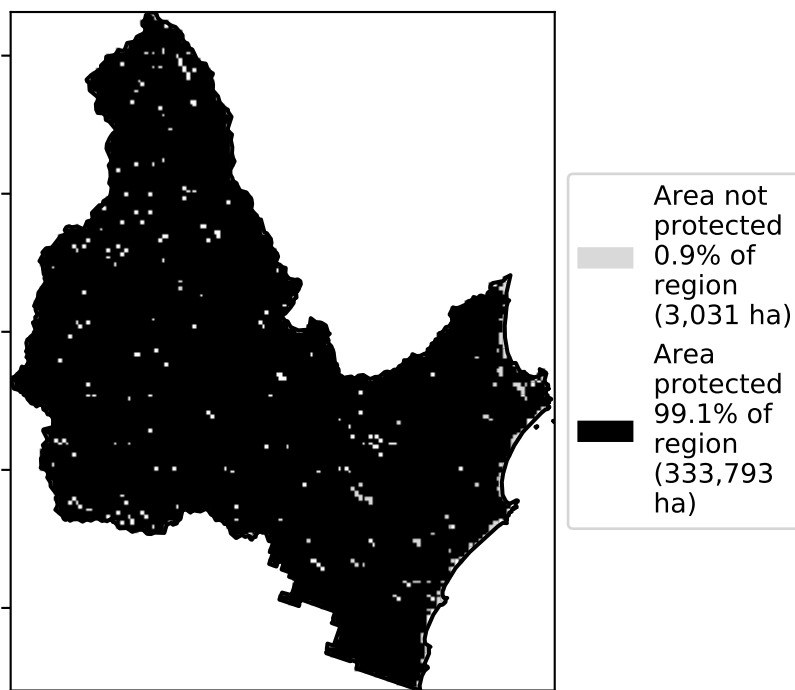 Area not
protected
0.9% of
region
(3,031 ha)
Area
protected
99.1% of
region
(333,793
ha)